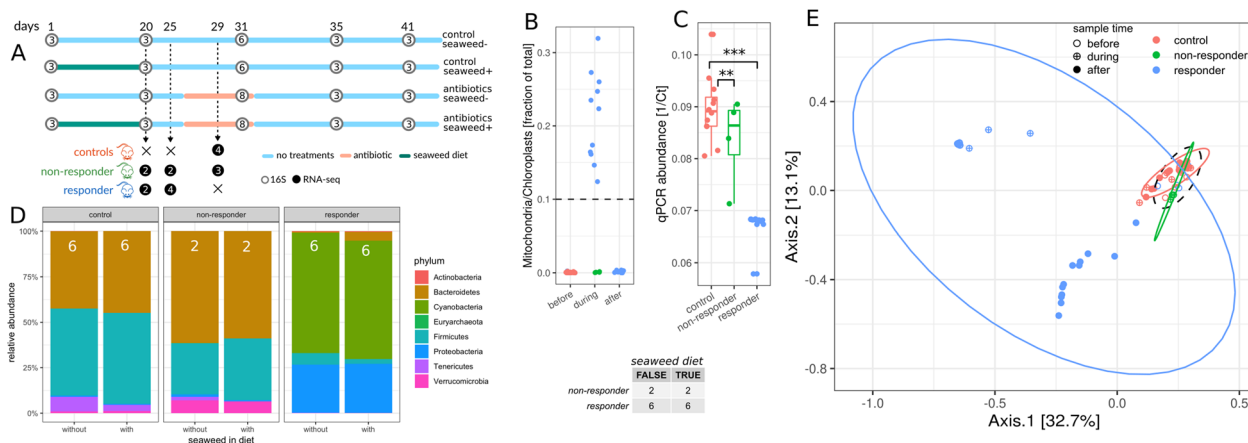 A
days 1 20 25 29 31 35 41
3 3 3 3 3 control seaweed-
3 3 6 3 3 control seaweed+
3 3 8 3 3 antibiotics seaweed-
3 3 8 3 3 antibiotics seaweed+
controls × × 4
non-responder 2 2 3
responder 2 4 ×
no treatments antibiotic seaweed diet
16S RNA-seq
B
Mitochondria/Chloroplasts [fraction of total]
0.3
0.2
0.1
0.0
before during after
C
qPCR abundance [1/Ct]
0.10
0.09
0.08
0.07
0.06
***
**
control non-responder responder
seaweed diet
FALSE TRUE
non-responder 2 2
responder 6 6
D
control non-responder responder
relative abundance
100%
75%
50%
25%
0%
6 6 2 2 6 6
without with without with without with
seaweed in diet
phylum
Actinobacteria
Bacteroidetes
Cyanobacteria
Euryarchaeota
Firmicutes
Proteobacteria
Tenericutes
Verrucomicrobia
E
sample time
before
during
after
control
non-responder
responder
Axis.2 [13.1%]
0.4
0.0
-0.4
-0.8
-1.0 -0.5 0.0 0.5
Axis.1 [32.7%]